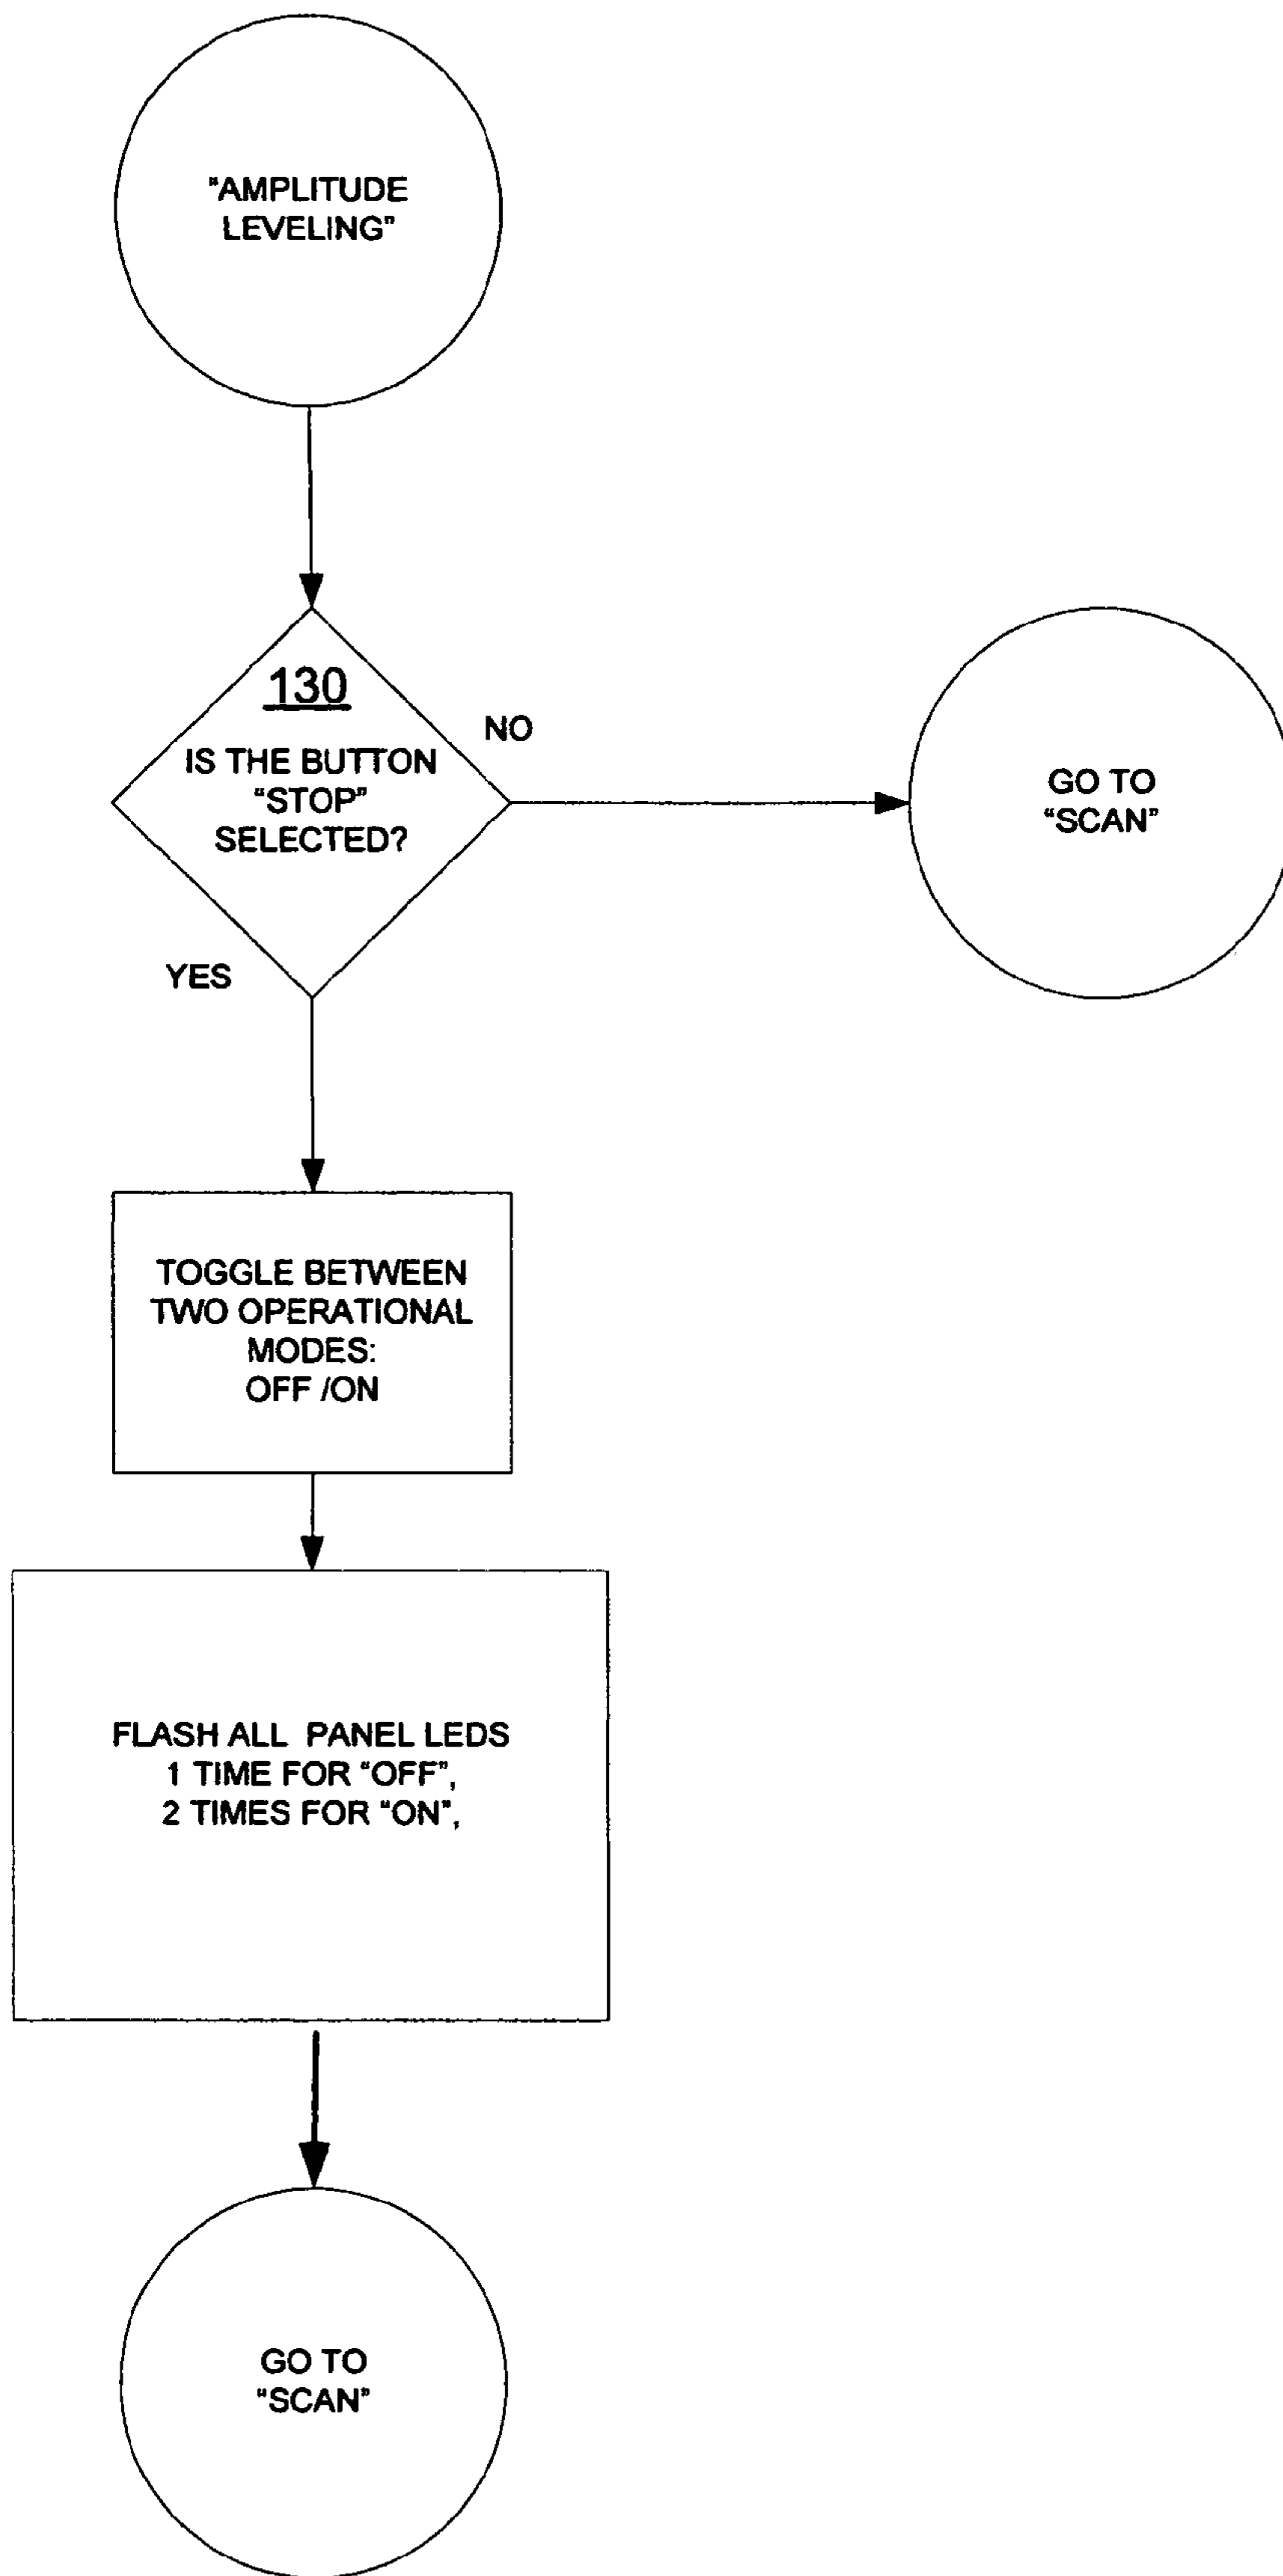 "AMPLITUDE
LEVELING"
130
IS THE BUTTON
"STOP"
SELECTED?
NO
GO TO
"SCAN"
YES
TOGGLE BETWEEN
TWO OPERATIONAL
MODES:
OFF /ON
FLASH ALL PANEL LEDS
1 TIME FOR "OFF",
2 TIMES FOR "ON",
GO TO
"SCAN"